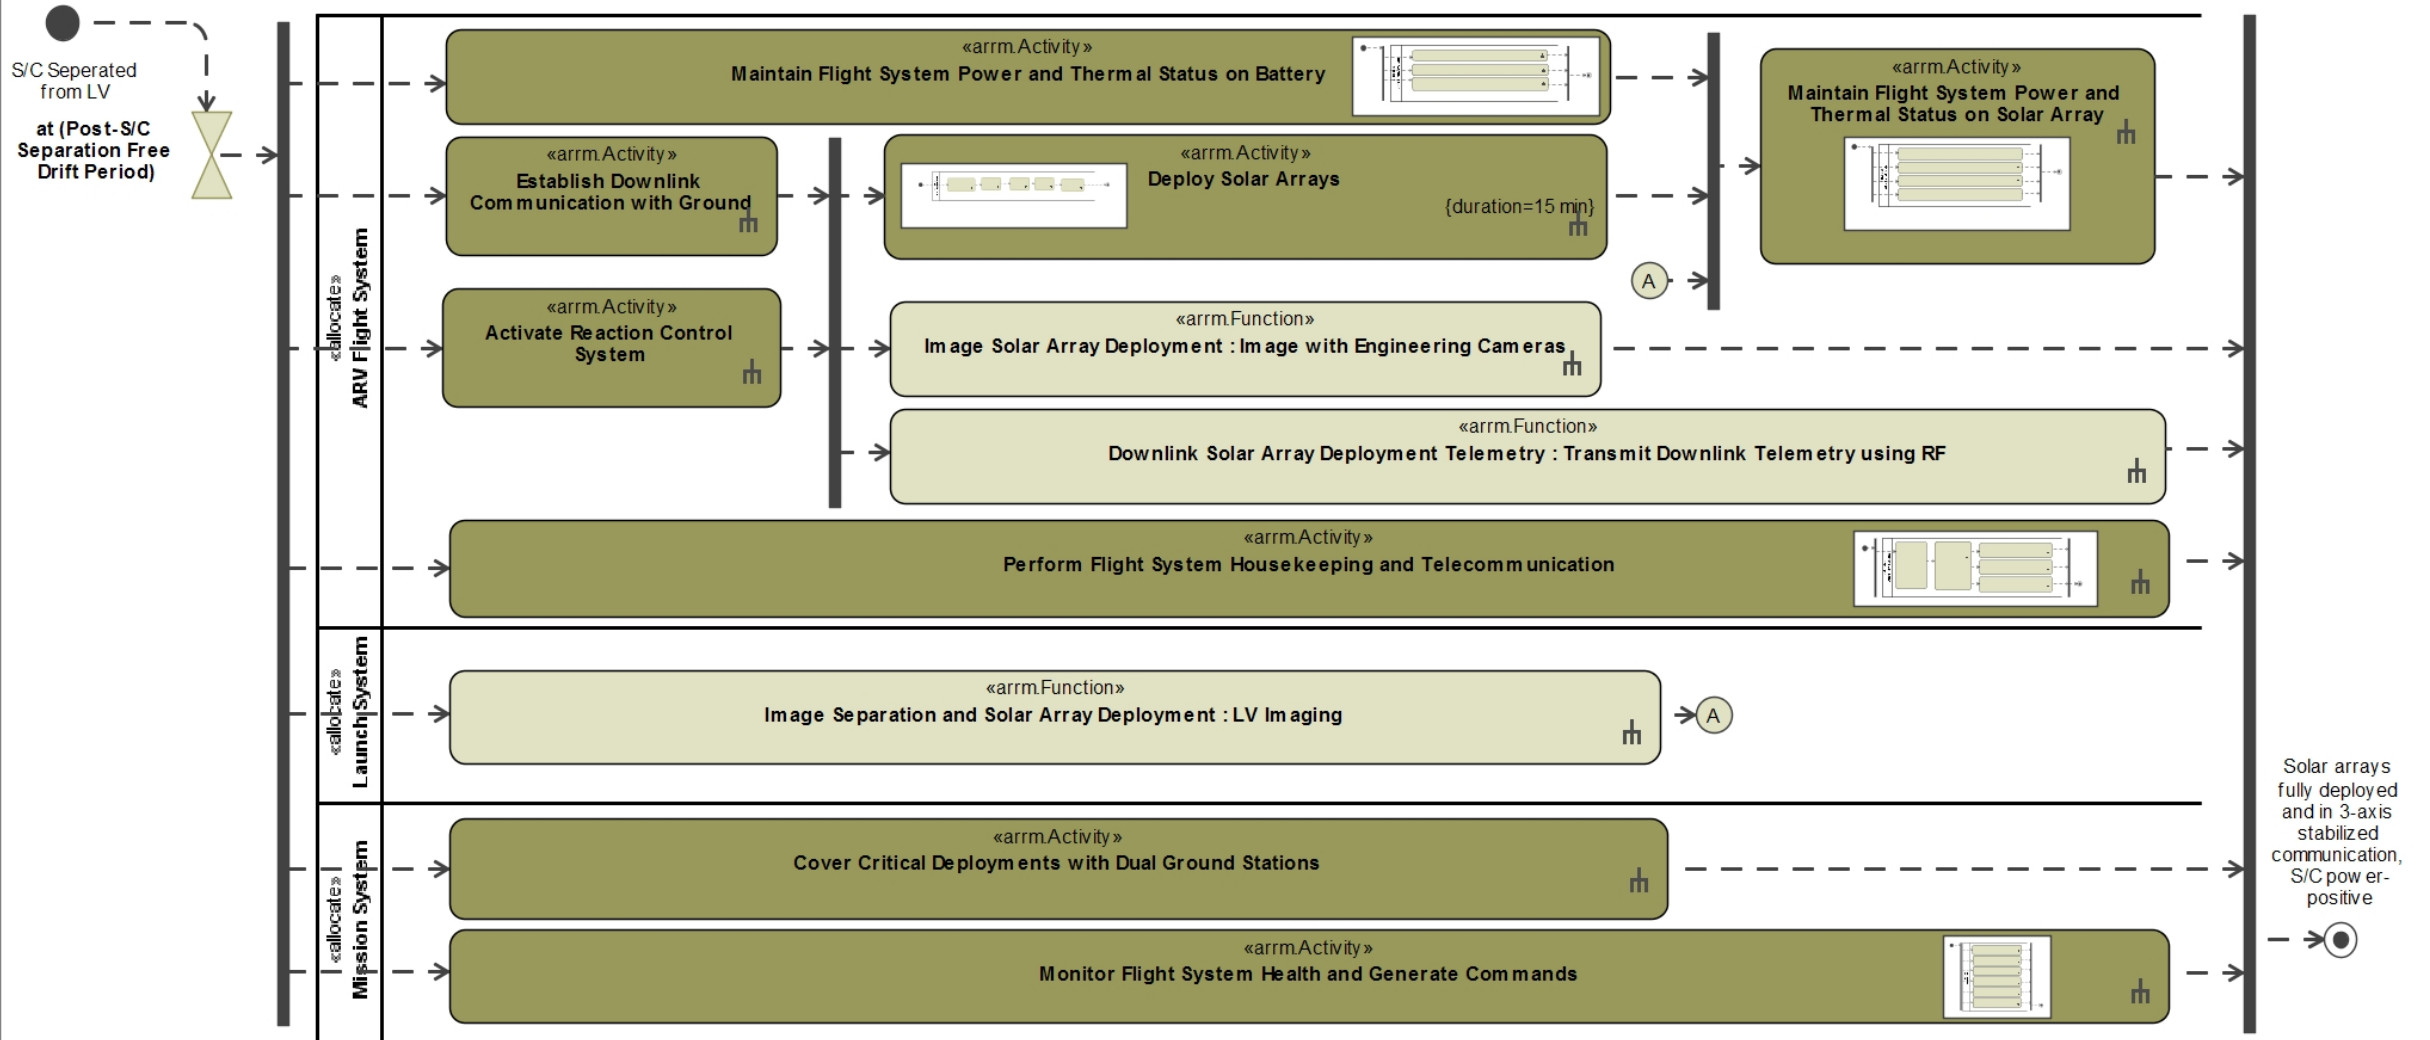 S/C Seperated
from LV
at (Post-S/C
Separation Free
Drift Period)
«allocate»
ARV Flight System
«arrm.Activity»
Maintain Flight System Power and Thermal Status on Battery
«arrm.Activity»
Maintain Flight System Power and
Thermal Status on Solar Array
«arrm.Activity»
Establish Downlink
Communication with Ground
«arrm.Activity»
Deploy Solar Arrays
{duration=15 min}
A
«arrm.Activity»
Activate Reaction Control
System
«arrm.Function»
Image Solar Array Deployment : Image with Engineering Cameras
«arrm.Function»
Downlink Solar Array Deployment Telemetry : Transmit Downlink Telemetry using RF
«arrm.Activity»
Perform Flight System Housekeeping and Telecommunication
«allocate»
Launch System
«arrm.Function»
Image Separation and Solar Array Deployment : LV Imaging
A
«allocate»
Mission System
«arrm.Activity»
Cover Critical Deployments with Dual Ground Stations
«arrm.Activity»
Monitor Flight System Health and Generate Commands
Solar arrays
fully deployed
and in 3-axis
stabilized
communication,
S/C power-
positive